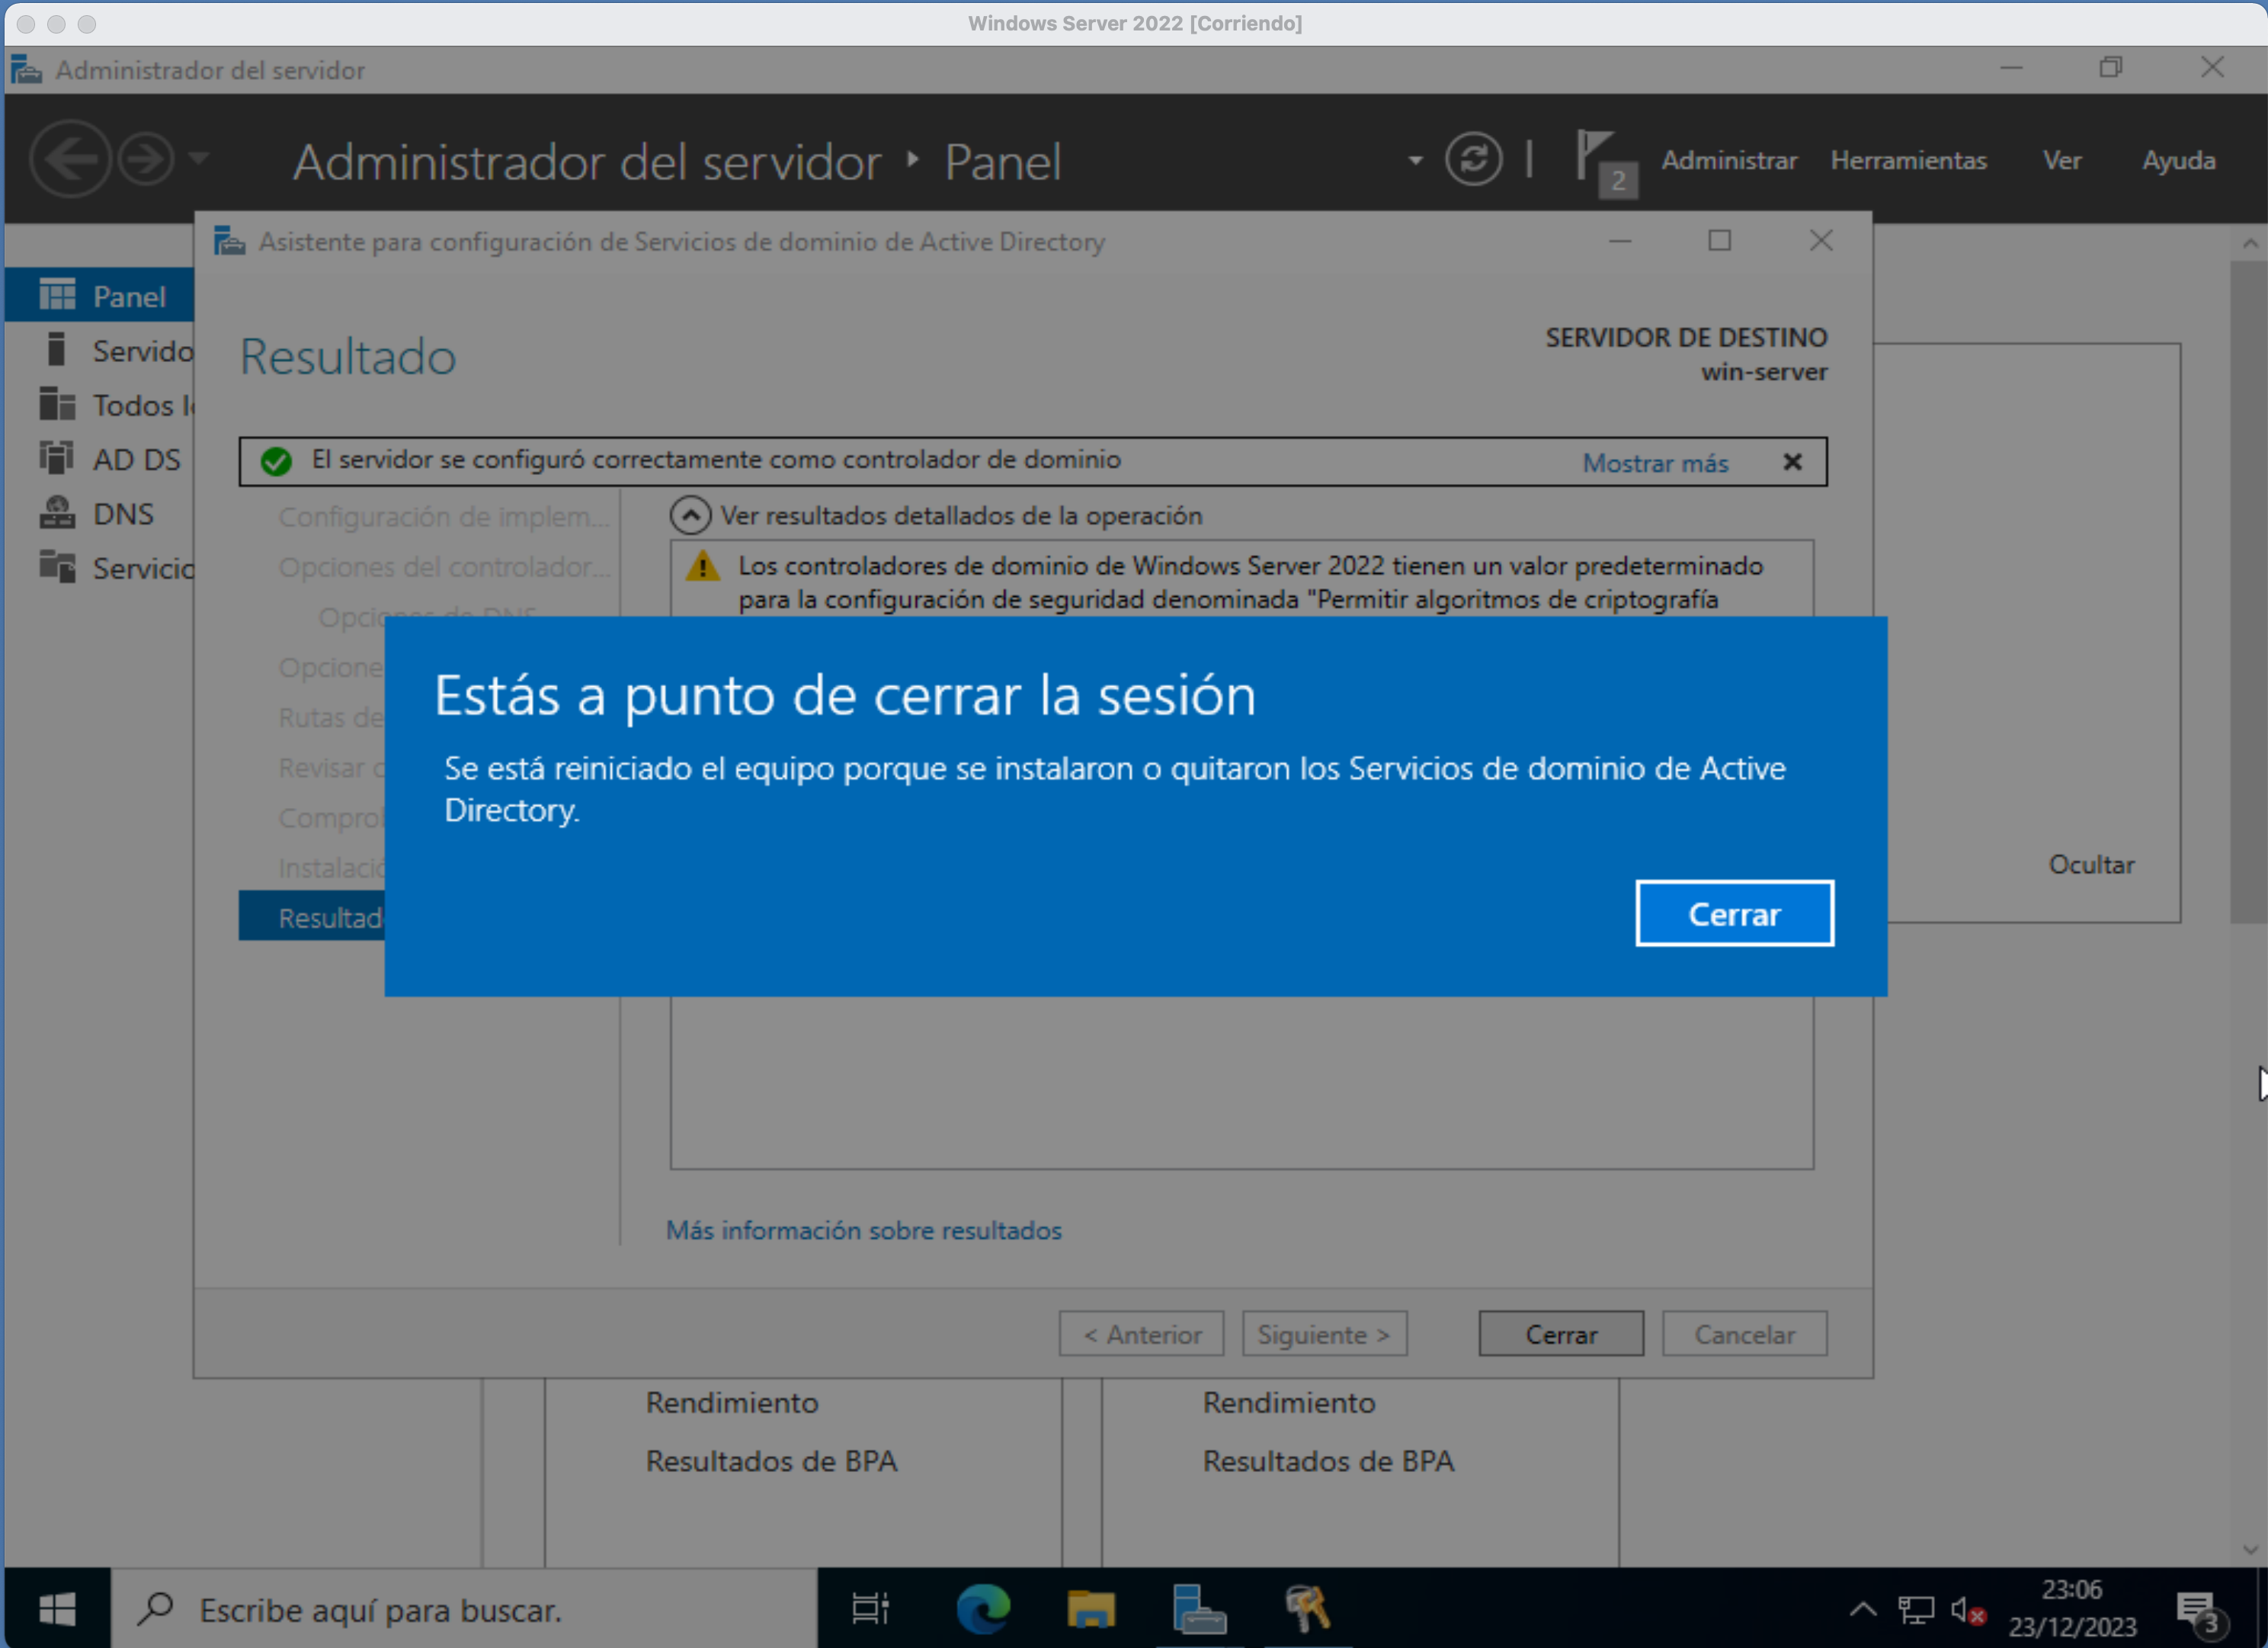 Windows Server 2022 [Corriendo]
Administrador del servidor
Administrador del servidor
Panel
2
Administrar
Herramientas
Ver
Ayuda
Asistente para configuración de Servicios de dominio de Active Directory
Panel
Servido
Todos l
AD DS
DNS
Servicio
Resultado
SERVIDOR DE DESTINO
win-server
El servidor se configuró correctamente como controlador de dominio
Mostrar más
Configuración de implem...
Opciones del controlador...
Opciones de DNS
Opcione
Rutas de
Revisar
Comprol
Instalació
Resultad
Ver resultados detallados de la operación
Los controladores de dominio de Windows Server 2022 tienen un valor predeterminado
para la configuración de seguridad denominada "Permitir algoritmos de criptografía
Estás a punto de cerrar la sesión
Se está reiniciado el equipo porque se instalaron o quitaron los Servicios de dominio de Active
Directory.
Cerrar
Ocultar
Más información sobre resultados
< Anterior
Siguiente >
Cerrar
Cancelar
Rendimiento
Resultados de BPA
Rendimiento
Resultados de BPA
Escribe aquí para buscar.
23:06
23/12/2023
3